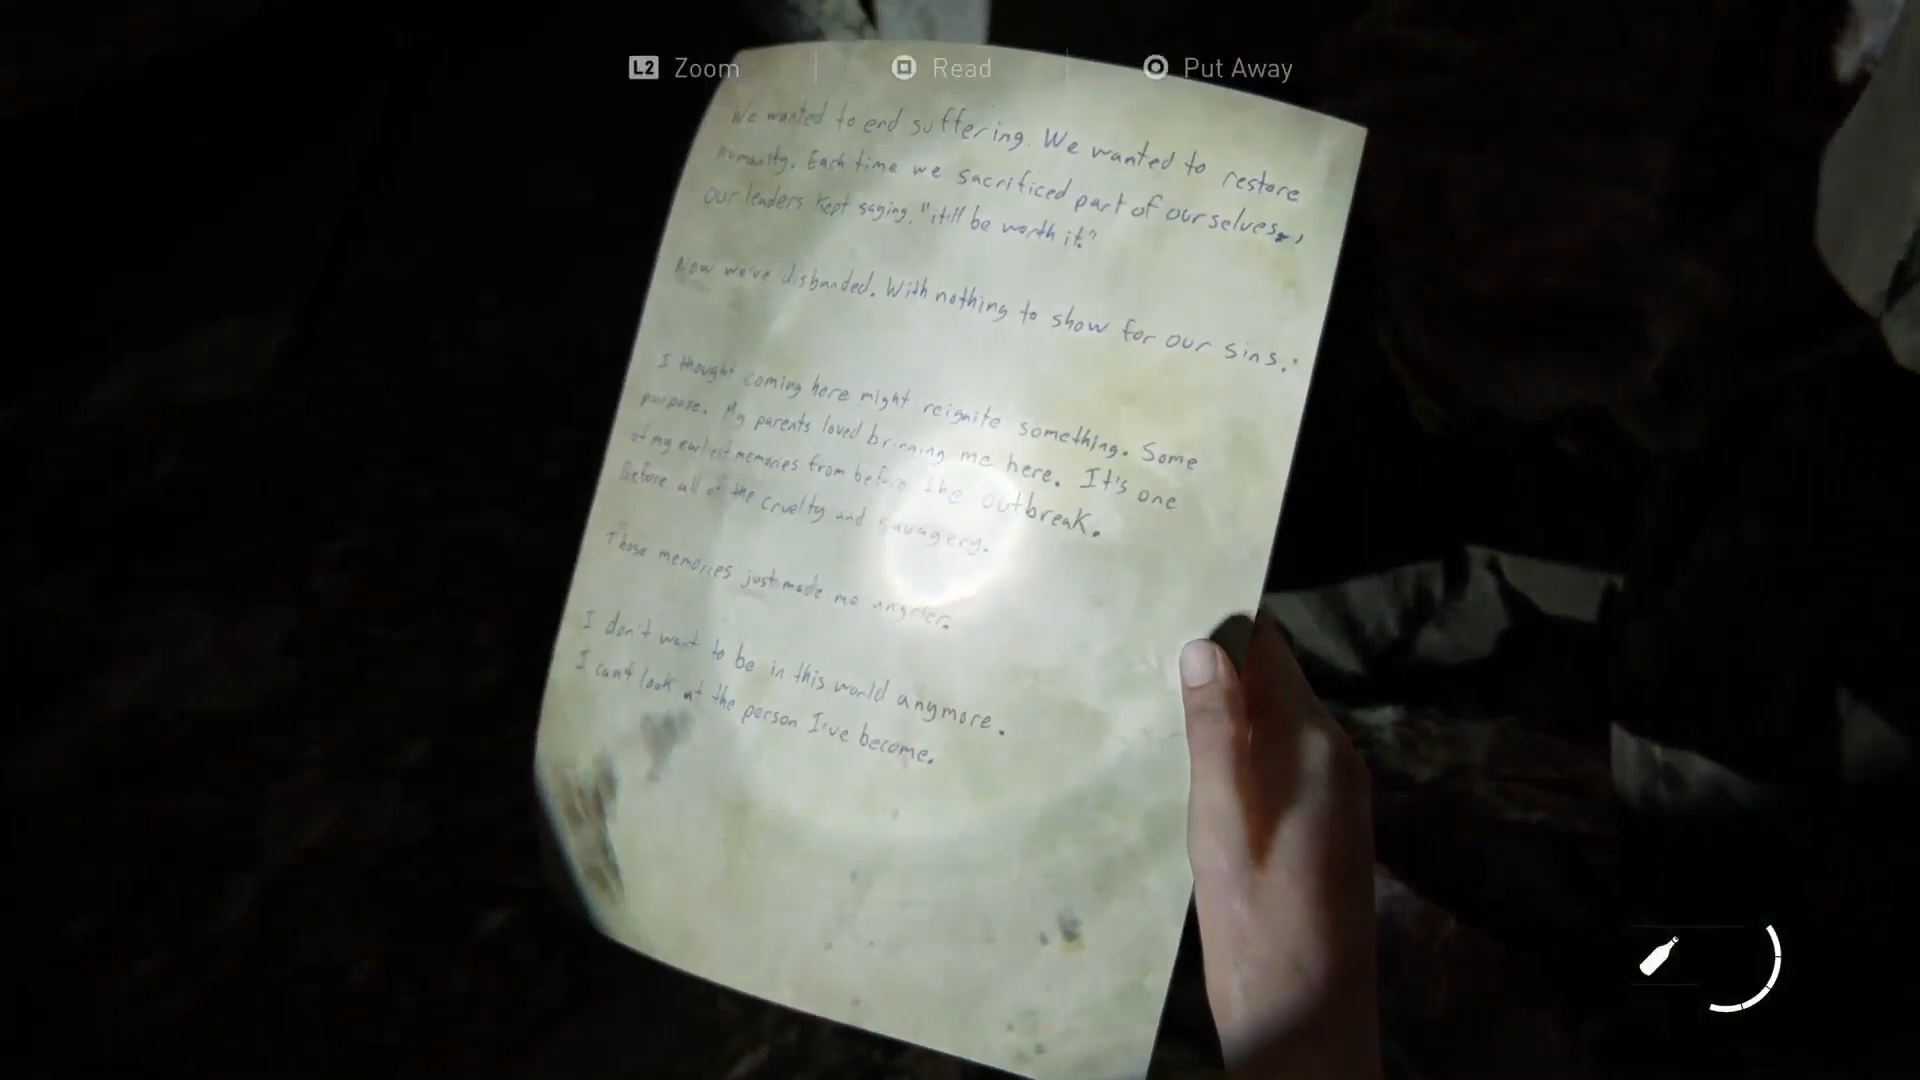 L2 Zoom Read Put Away
We wanted to end suffering. We wanted to restore
humanity. Each time we sacrificed part of ourselves,
our leaders kept saying, "it'll be worth it."
Now we've disbanded. With nothing to show for our sins.
I thought coming here might reignite something. Some
purpose. My parents loved bringing me here. It's one
of my earliest memories from before the outbreak.
Before all of the cruelty and savagery.
Those memories just made me angrier.
I don't want to be in this world anymore.
I can't look at the person I've become.